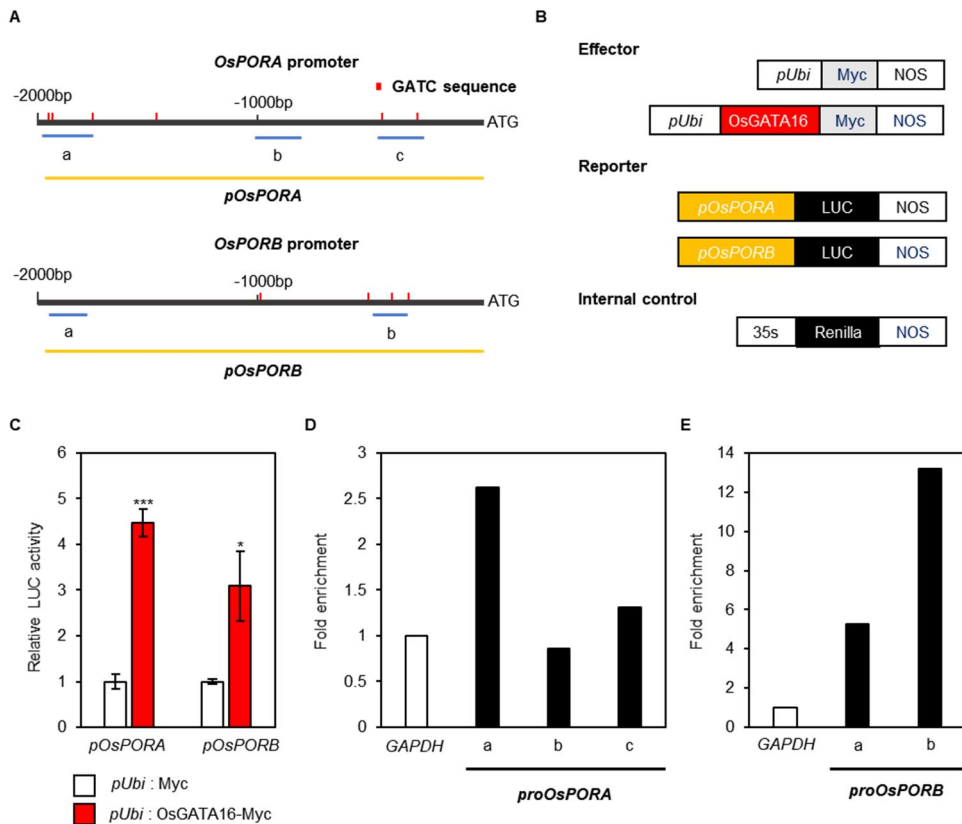 A
OsPORA promoter
GATC sequence
-2000bp
-1000bp
ATG
a
b
c
pOsPORA
OsPORB promoter
-2000bp
-1000bp
ATG
a
b
pOsPORB
B
Effector
pUbi Myc NOS
pUbi OsGATA16 Myc NOS
Reporter
pOsPORA LUC NOS
pOsPORB LUC NOS
Internal control
35s Renilla NOS
C
Relative LUC activity
6
5
4
3
2
1
0
***
*
pOsPORA pOsPORB
pUbi : Myc
pUbi : OsGATA16-Myc
D
Fold enrichment
3
2.5
2
1.5
1
0.5
0
GAPDH a b c
proOsPORA
E
Fold enrichment
14
12
10
8
6
4
2
0
GAPDH a b
proOsPORB